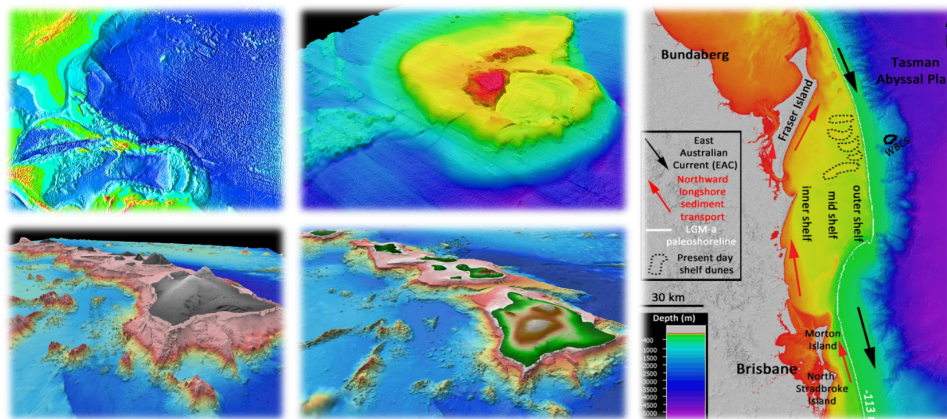 Bundaberg
Tasman
Abyssal Pla
Fraser Island
WBCS
East
Australian
Current (EAC)
Northward
longshore
sediment
transport
LGM-a
paleoshoreline
Present day
shelf dunes
inner shelf
mid shelf
outer shelf
30 km
Depth (m)
Morton
Island
Brisbane
North
Stradbroke
Island
-113